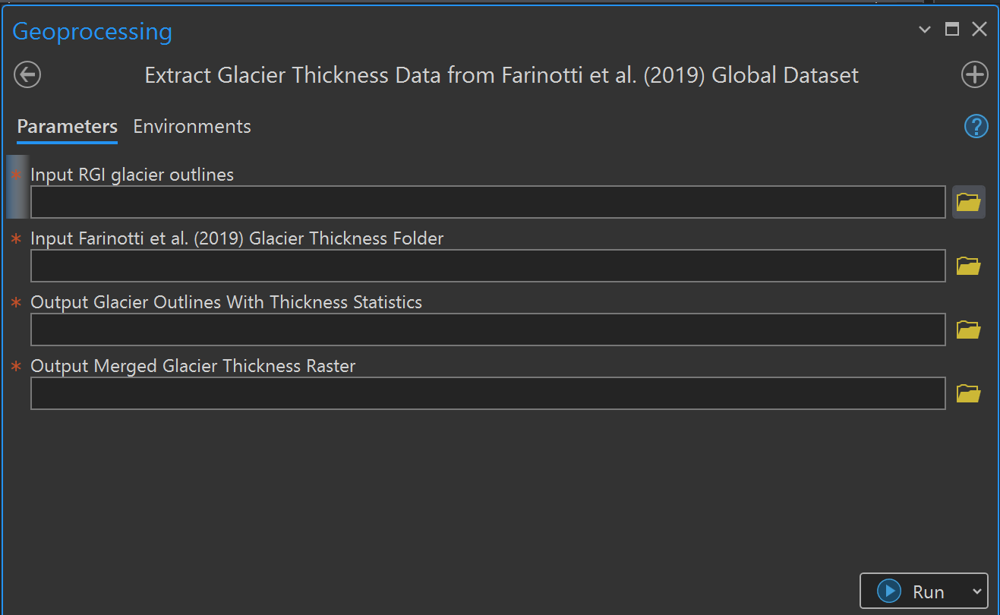 Geoprocessing
Extract Glacier Thickness Data from Farinotti et al. (2019) Global Dataset
Parameters Environments
?
* Input RGI glacier outlines
* Input Farinotti et al. (2019) Glacier Thickness Folder
* Output Glacier Outlines With Thickness Statistics
* Output Merged Glacier Thickness Raster
Run